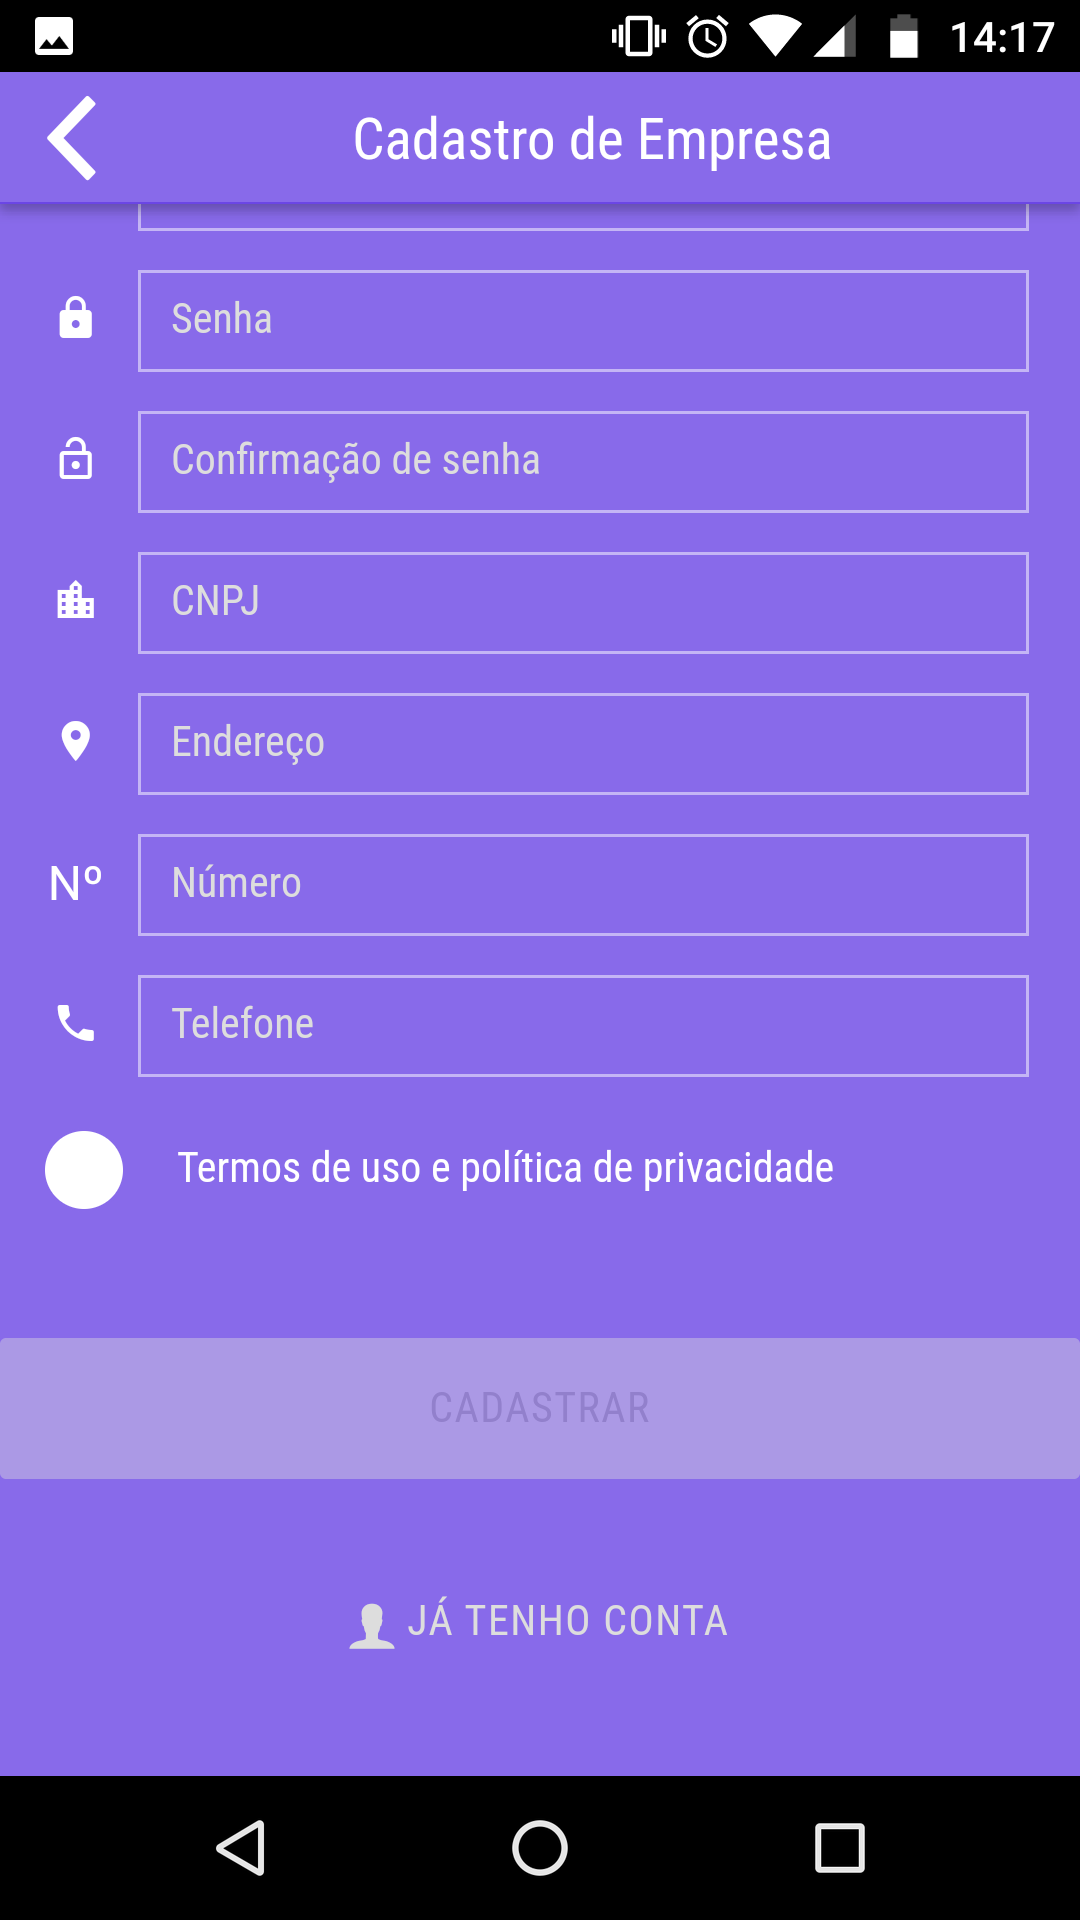 14:17
Cadastro de Empresa
Senha
Confirmação de senha
CNPJ
Endereço
Nº Número
Telefone
Termos de uso e política de privacidade
CADASTRAR
JÁ TENHO CONTA